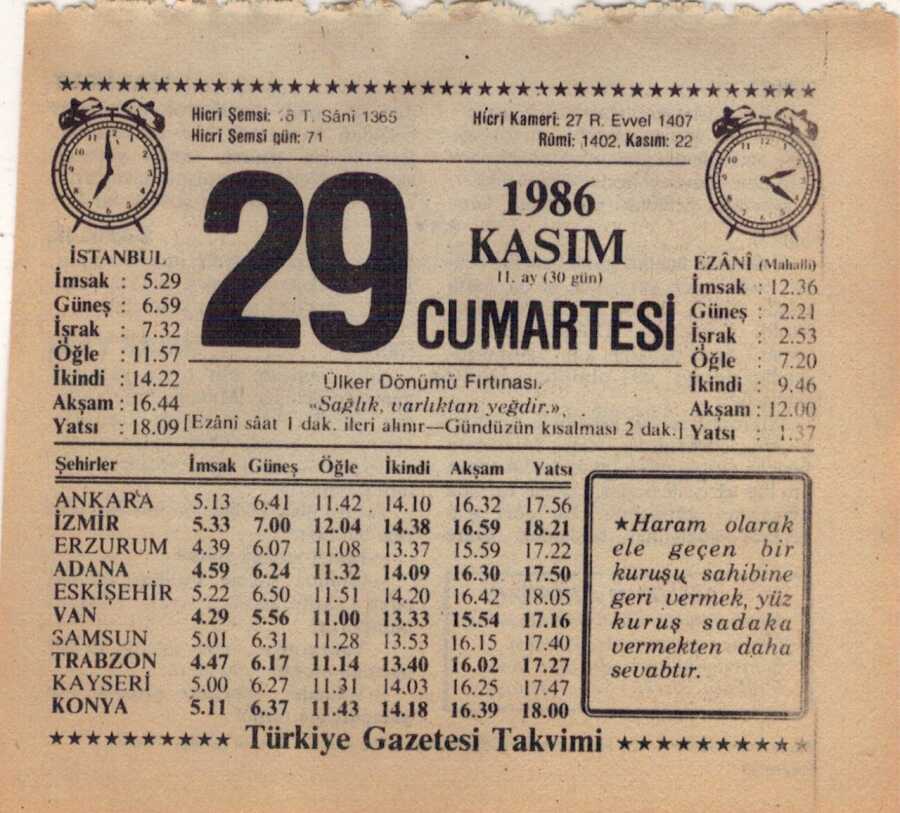 Hicri Şemsi: 8 T. Sâni 1365
Hicri Şemsi gün: 71
Hicri Kameri: 27 R. Evvel 1407
Rûmi: 1402, Kasım: 22
29
1986
KASIM
11. ay (30 gün)
CUMARTESİ
İSTANBUL
İmsak : 5.29
Güneş : 6.59
İşrak : 7.32
Öğle : 11.57
İkindi : 14.22
Akşam : 16.44
Yatsı : 18.09
EZÂNİ (Mahalli)
İmsak : 12.36
Güneş : 2.21
İşrak : 2.53
Öğle : 7.20
İkindi : 9.46
Akşam : 12.00
Yatsı : 1.37
Ülker Dönümü Fırtınası.
«Sağlık, varlıktan yeğdir.»
[Ezâni sâat 1 dak. ileri alınır—Gündüzün kısalması 2 dak.]
Şehirler İmsak Güneş Öğle İkindi Akşam Yatsı
ANKARA 5.13 6.41 11.42 14.10 16.32 17.56
İZMİR 5.33 7.00 12.04 14.38 16.59 18.21
ERZURUM 4.39 6.07 11.08 13.37 15.59 17.22
ADANA 4.59 6.24 11.32 14.09 16.30 17.50
ESKİŞEHİR 5.22 6.50 11.51 14.20 16.42 18.05
VAN 4.29 5.56 11.00 13.33 15.54 17.16
SAMSUN 5.01 6.31 11.28 13.53 16.15 17.40
TRABZON 4.47 6.17 11.14 13.40 16.02 17.27
KAYSERİ 5.00 6.27 11.31 14.03 16.25 17.47
KONYA 5.11 6.37 11.43 14.18 16.39 18.00
★Haram olarak
ele geçen bir
kuruşu sahibine
geri vermek, yüz
kuruş sadaka
vermekten daha
sevabtır.
Türkiye Gazetesi Takvimi